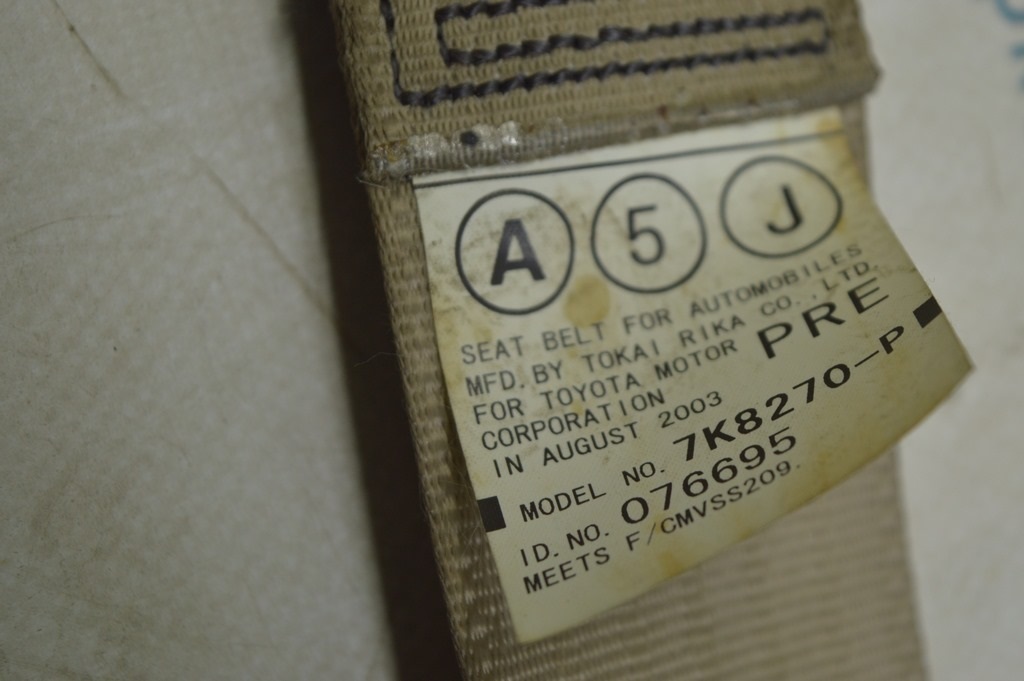 A 5 J
SEAT BELT FOR AUTOMOBILES
MFD. BY TOKAI RIKA CO., LTD.
FOR TOYOTA MOTOR PRE
CORPORATION
IN AUGUST 2003
MODEL NO. 7K8270-P
ID. NO. 076695
MEETS F/CMVSS209.